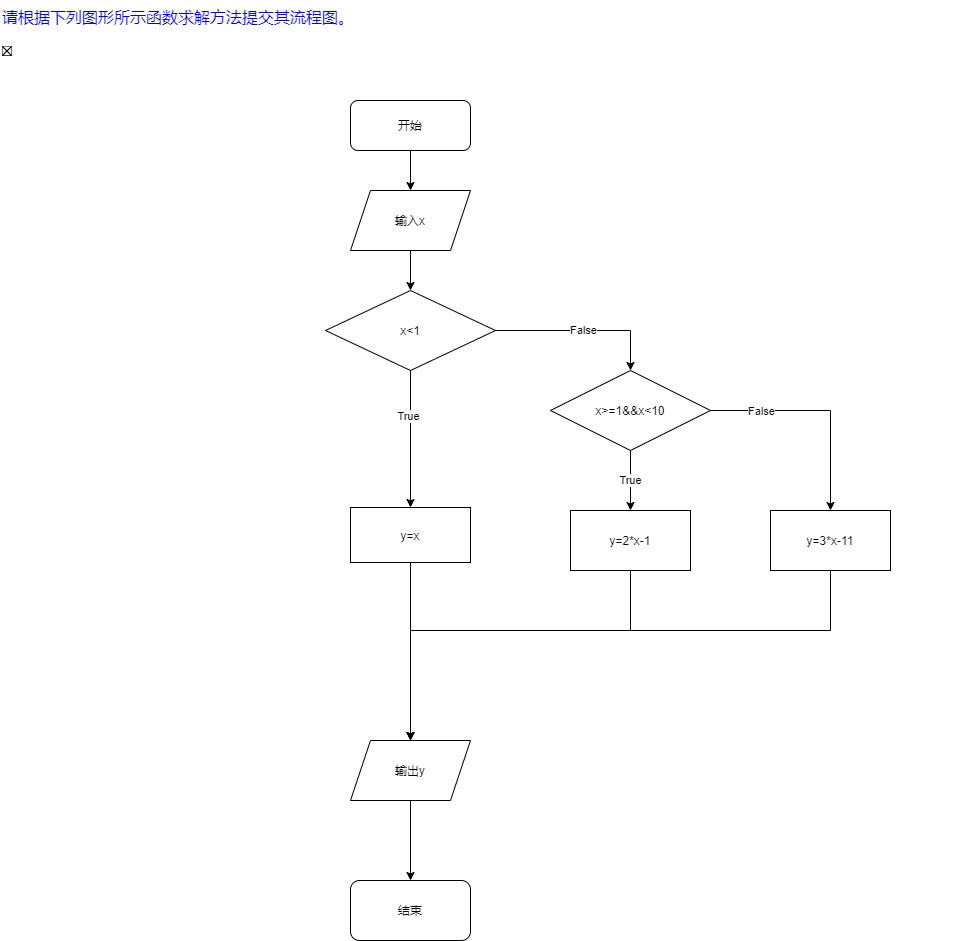 请根据下列图形所示函数求解方法提交其流程图。
开始
输入x
x<1
False
x>=1&&x<10
False
True
True
y=x
y=2*x-1
y=3*x-11
输出y
结束